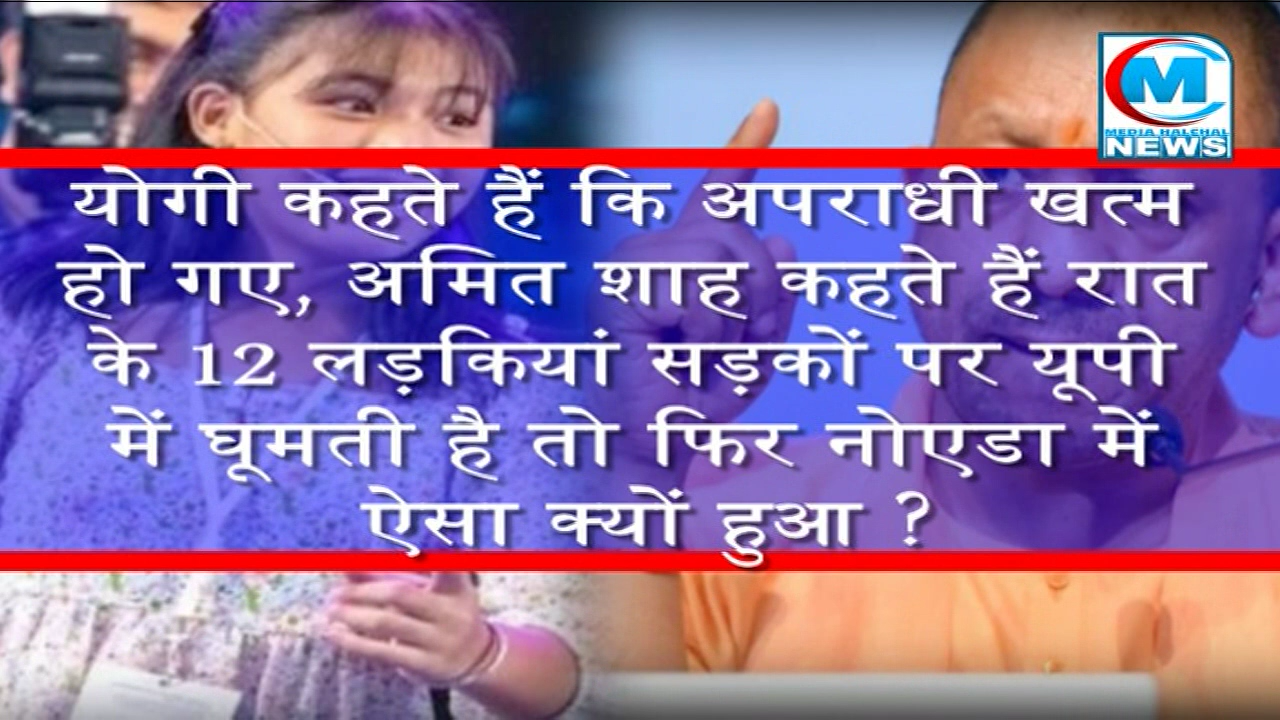 MEDIA HALCHAL
NEWS
योगी कहते हैं कि अपराधी खत्म
हो गए, अमित शाह कहते हैं रात
के 12 लड़कियां सड़कों पर यूपी
में घूमती है तो फिर नोएडा में
ऐसा क्यों हुआ ?